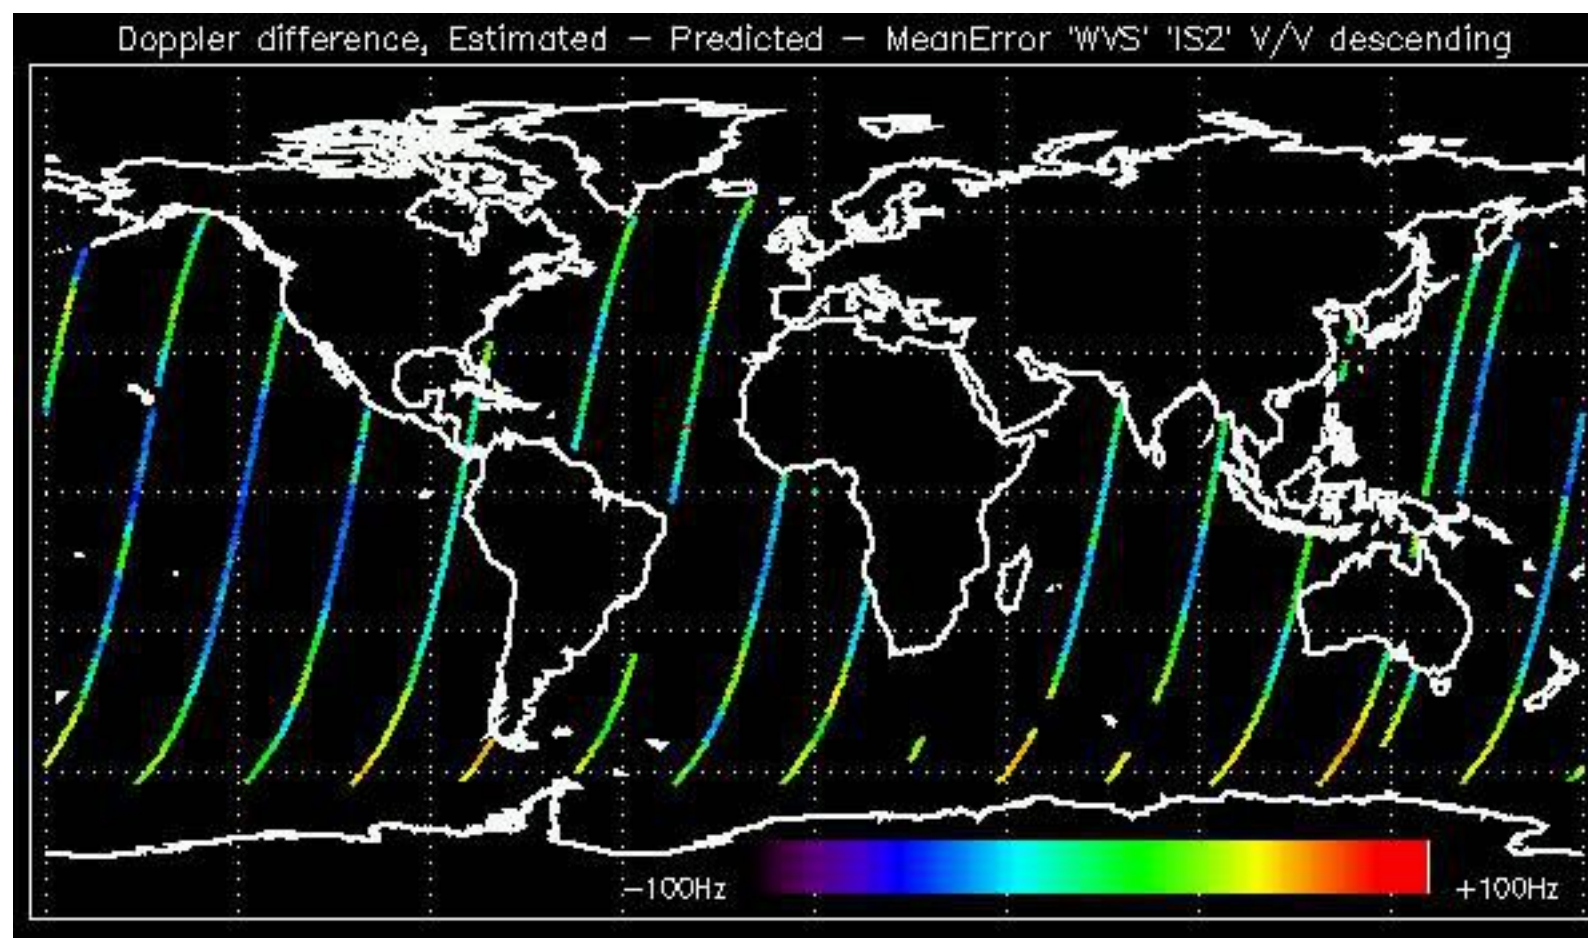 Doppler difference, Estimated - Predicted - MeanError 'WVS' 'IS2' V/V descending
-100Hz
+100Hz